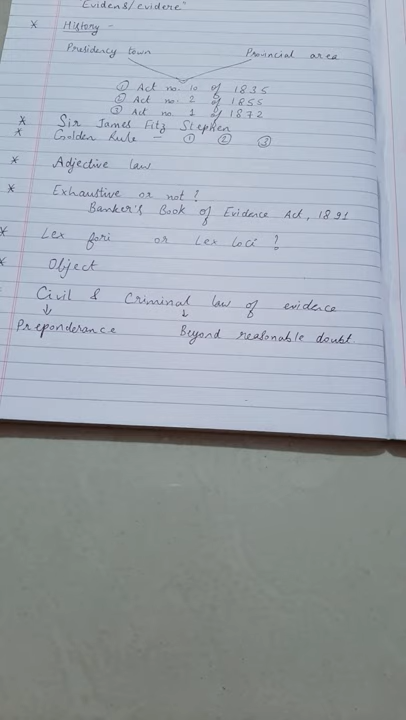 Evidens/evidere"
* History -
Presidency town Provincial area
① Act no. 10 of 1835
② Act no. 2 of 1855
③ Act no. 1 of 1872
* Sir James Fitz Stephen
* Golden Rule - ① ② ③
* Adjective law
* Exhaustive or not ?
Banker's Book of Evidence Act, 1891
* Lex fori or Lex loci ?
* Object
Civil & Criminal law of evidence
↓ ↓
Preponderance Beyond reasonable doubt